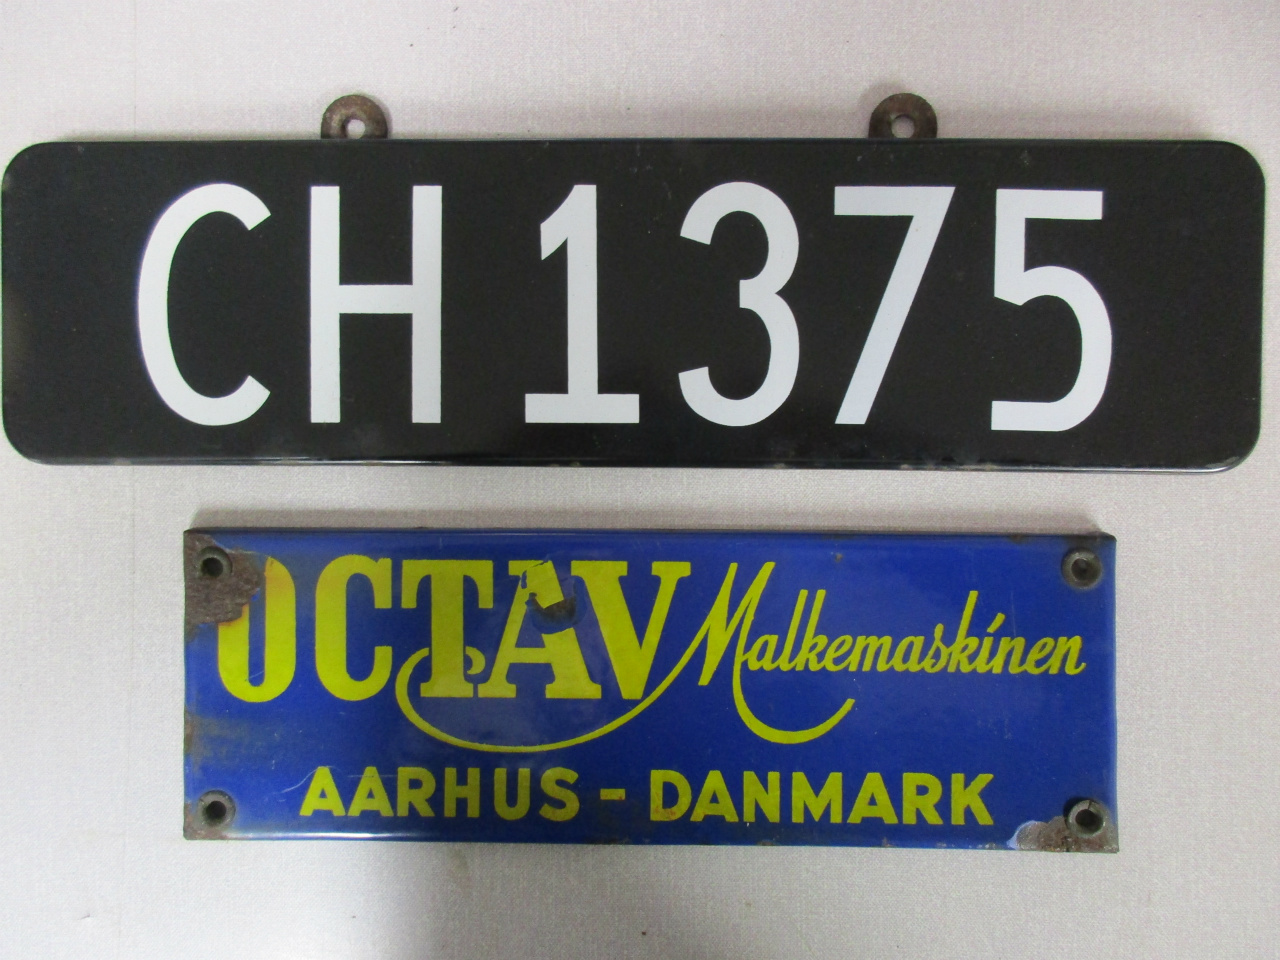 CH 1375
OCTAV Malkemaskinen
AARHUS - DANMARK